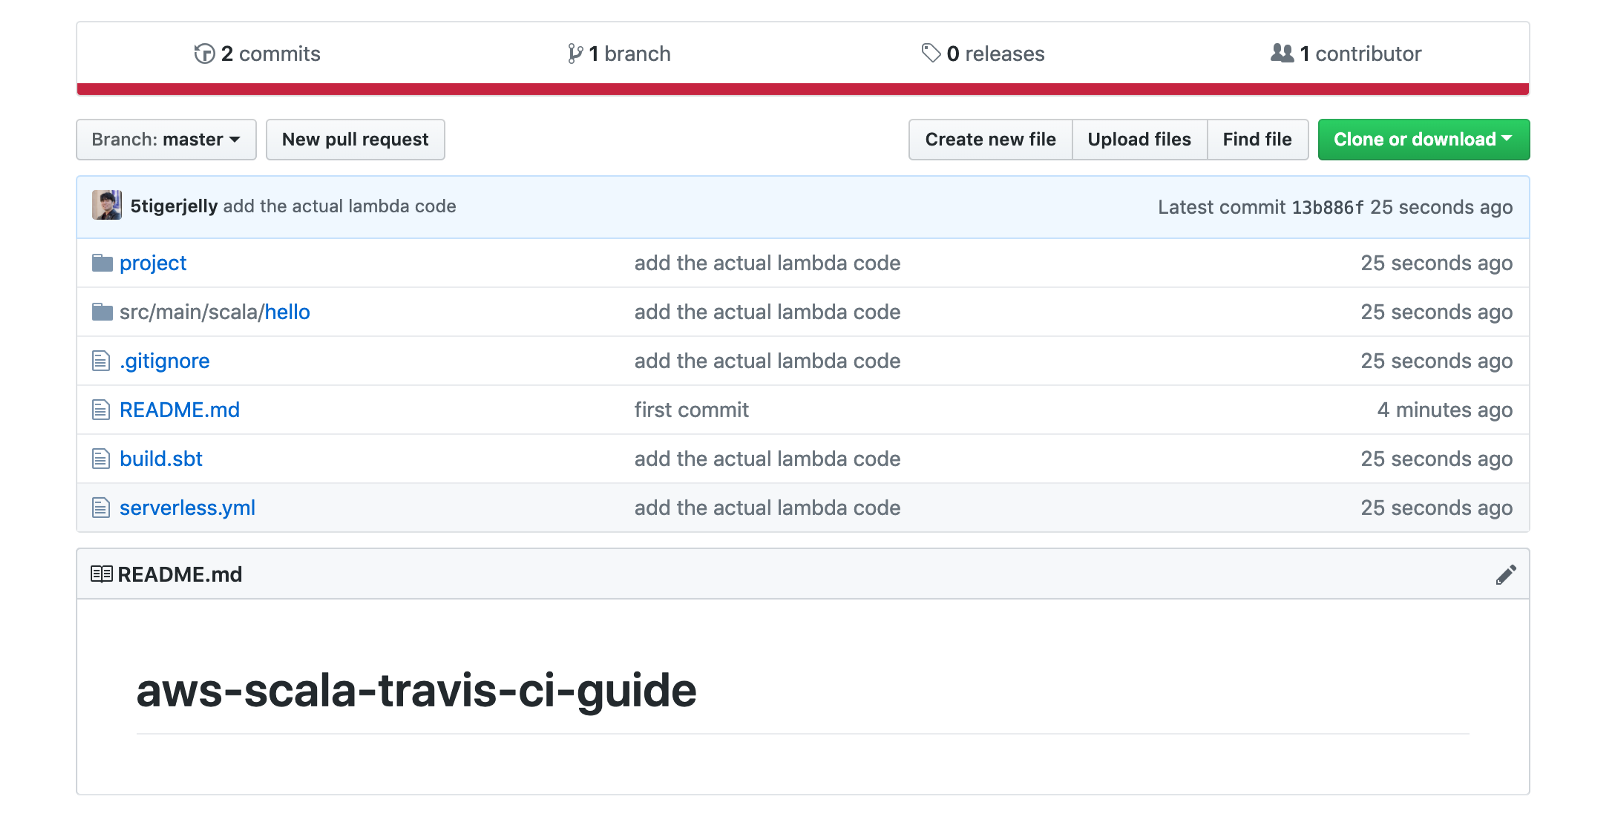 2 commits 1 branch 0 releases 1 contributor
Branch: master New pull request Create new file Upload files Find file Clone or download
5tigerjelly add the actual lambda code Latest commit 13b886f 25 seconds ago
project add the actual lambda code 25 seconds ago
src/main/scala/hello add the actual lambda code 25 seconds ago
.gitignore add the actual lambda code 25 seconds ago
README.md first commit 4 minutes ago
build.sbt add the actual lambda code 25 seconds ago
serverless.yml add the actual lambda code 25 seconds ago
README.md
aws-scala-travis-ci-guide